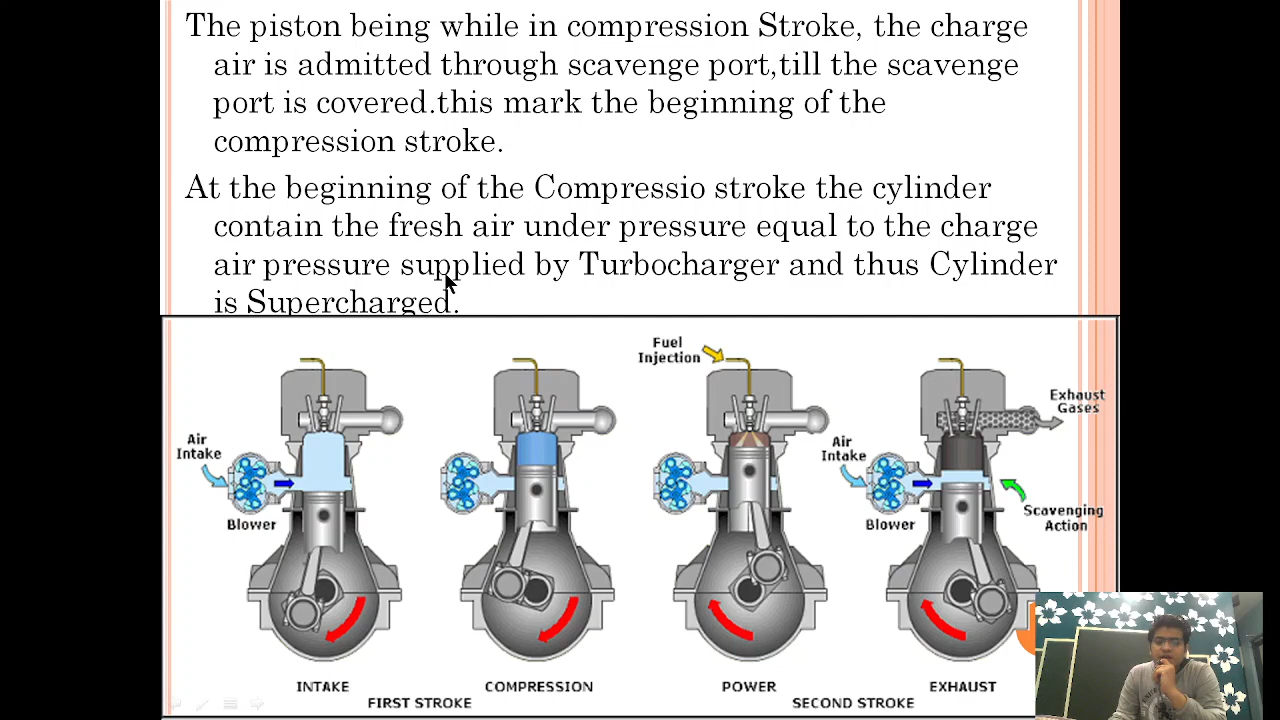 The piston being while in compression Stroke, the charge
air is admitted through scavenge port,till the scavenge
port is covered.this mark the beginning of the
compression stroke.
At the beginning of the Compressio stroke the cylinder
contain the fresh air under pressure equal to the charge
air pressure supplied by Turbocharger and thus Cylinder
is Supercharged.
Fuel
Injection
Exhaust
Gases
Air
Intake
Air
Intake
Blower
Blower
Scavenging
Action
INTAKE
COMPRESSION
POWER
EXHAUST
FIRST STROKE
SECOND STROKE